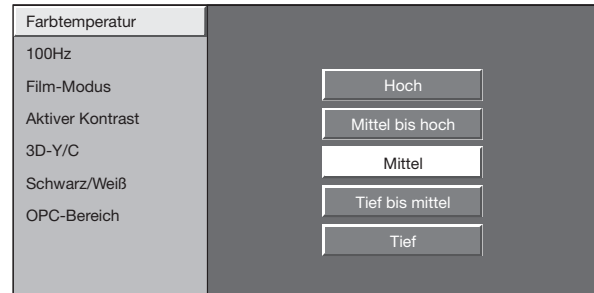 Farbtemperatur
100Hz
Film-Modus
Aktiver Kontrast
3D-Y/C
Schwarz/Weiß
OPC-Bereich
Hoch
Mittel bis hoch
Mittel
Tief bis mittel
Tief